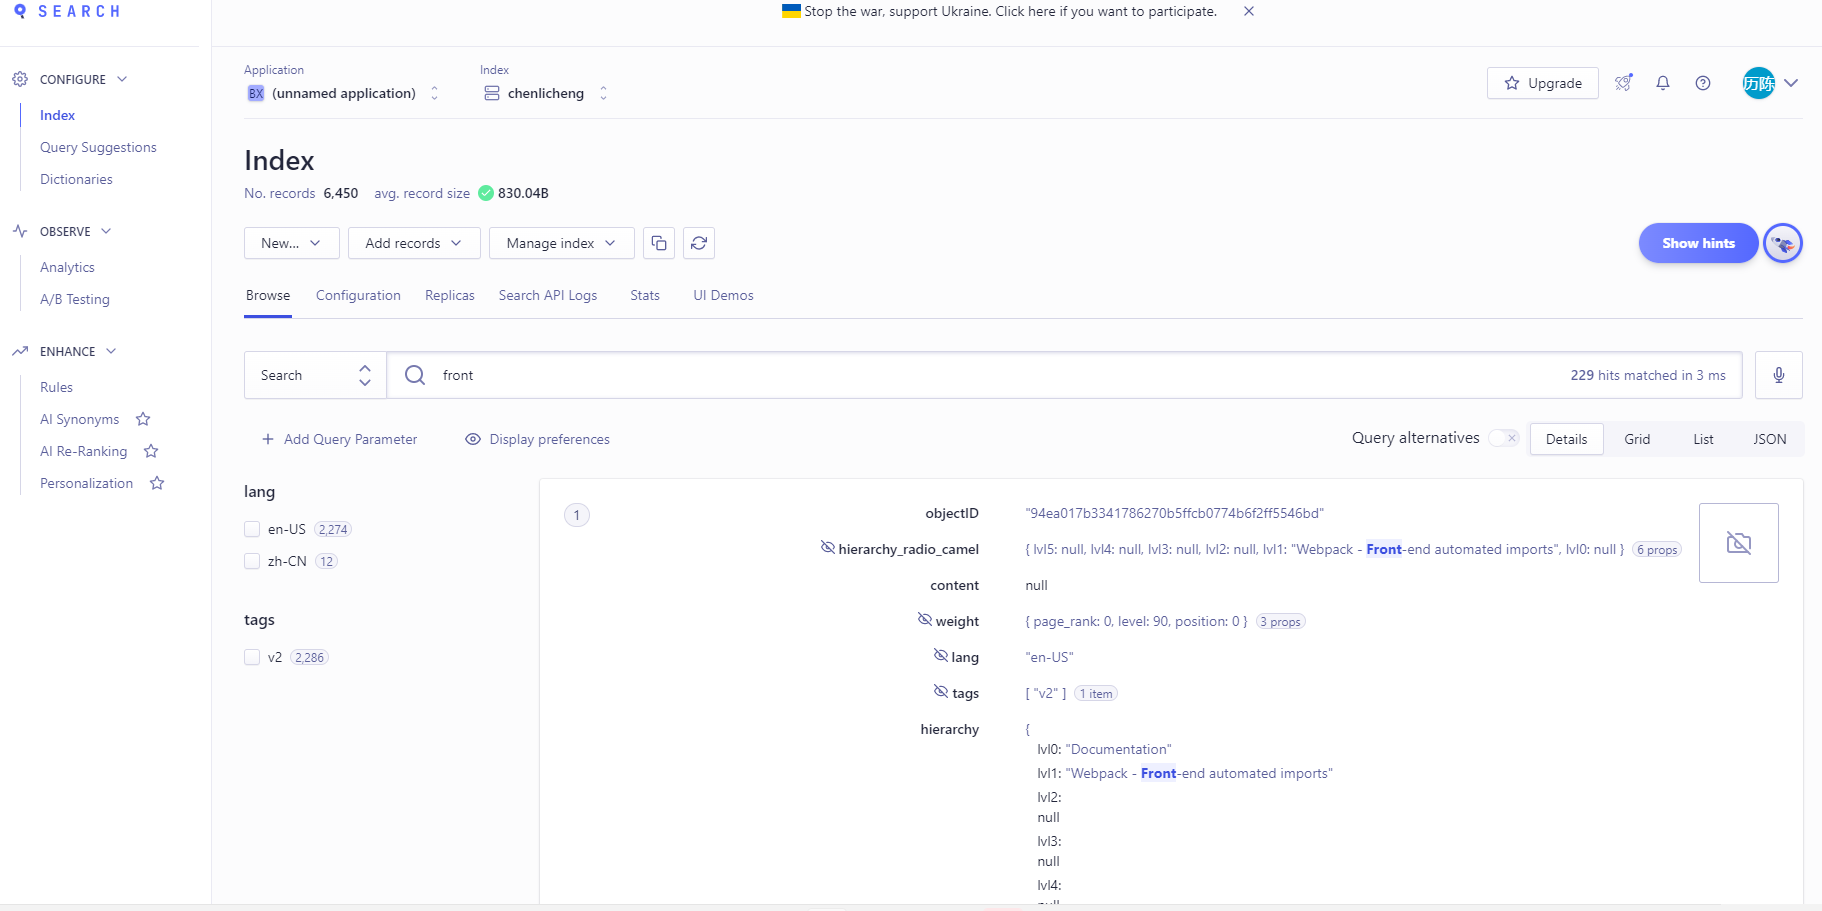 SEARCH
Stop the war, support Ukraine. Click here if you want to participate.
CONFIGURE
Index
Query Suggestions
Dictionaries
OBSERVE
Analytics
A/B Testing
ENHANCE
Rules
AI Synonyms
AI Re-Ranking
Personalization
Application
BX (unnamed application)
Index
chenlicheng
Upgrade
历陈
Index
No. records 6,450 avg. record size 830.04B
New... Add records Manage index
Show hints
Browse Configuration Replicas Search API Logs Stats UI Demos
Search front 229 hits matched in 3 ms
Add Query Parameter Display preferences
Query alternatives Details Grid List JSON
lang
en-US 2,274
zh-CN 12
tags
v2 2,286
1
objectID "94ea017b3341786270b5ffcb0774b6f2ff5546bd"
hierarchy_radio_camel { lvl5: null, lvl4: null, lvl3: null, lvl2: null, lvl1: "Webpack - Front-end automated imports", lvl0: null } 6 props
content null
weight { page_rank: 0, level: 90, position: 0 } 3 props
lang "en-US"
tags [ "v2" ] 1 item
hierarchy {
lvl0: "Documentation"
lvl1: "Webpack - Front-end automated imports"
lvl2:
null
lvl3:
null
lvl4: